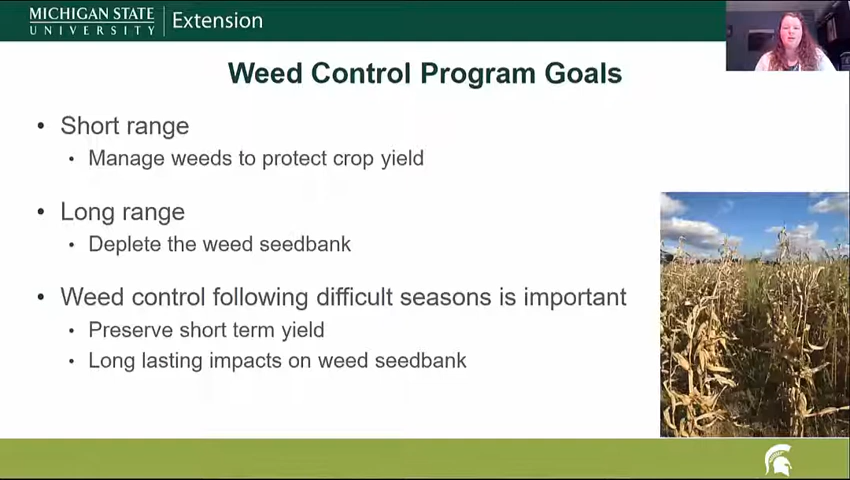 MICHIGAN STATE
UNIVERSITY
Extension
Weed Control Program Goals
• Short range
• Manage weeds to protect crop yield
• Long range
• Deplete the weed seedbank
• Weed control following difficult seasons is important
• Preserve short term yield
• Long lasting impacts on weed seedbank